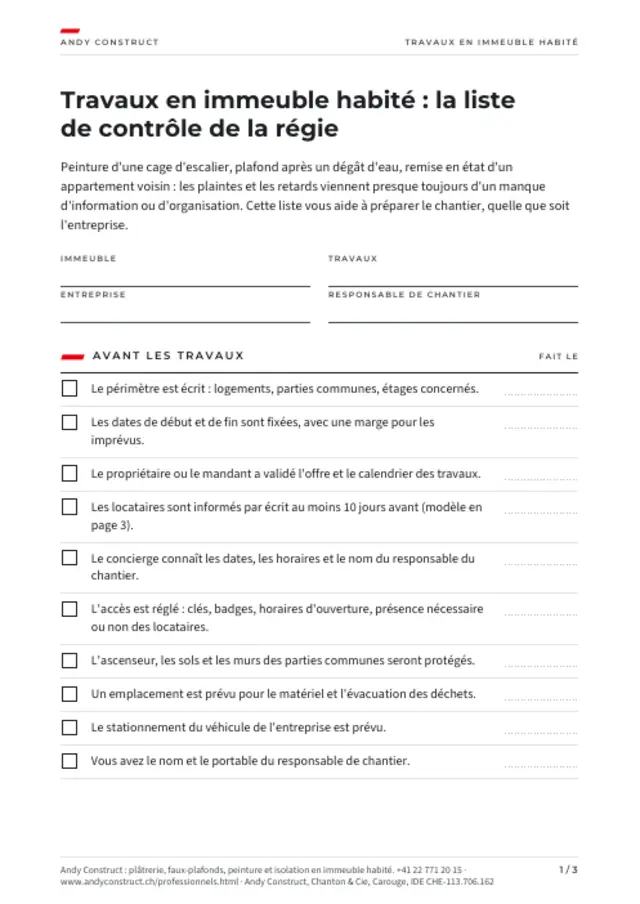 ANDY CONSTRUCT
TRAVAUX EN IMMEUBLE HABITÉ
Travaux en immeuble habité : la liste
de contrôle de la régie
Peinture d'une cage d'escalier, plafond après un dégât d'eau, remise en état d'un
appartement voisin : les plaintes et les retards viennent presque toujours d'un manque
d'information ou d'organisation. Cette liste vous aide à préparer le chantier, quelle que soit
l'entreprise.
IMMEUBLE
TRAVAUX
ENTREPRISE
RESPONSABLE DE CHANTIER
AVANT LES TRAVAUX
FAIT LE
Le périmètre est écrit : logements, parties communes, étages concernés.
Les dates de début et de fin sont fixées, avec une marge pour les
imprévus.
Le propriétaire ou le mandant a validé l'offre et le calendrier des travaux.
Les locataires sont informés par écrit au moins 10 jours avant (modèle en
page 3).
Le concierge connaît les dates, les horaires et le nom du responsable du
chantier.
L'accès est réglé : clés, badges, horaires d'ouverture, présence nécessaire
ou non des locataires.
L'ascenseur, les sols et les murs des parties communes seront protégés.
Un emplacement est prévu pour le matériel et l'évacuation des déchets.
Le stationnement du véhicule de l'entreprise est prévu.
Vous avez le nom et le portable du responsable de chantier.
Andy Construct : plâtrerie, faux-plafonds, peinture et isolation en immeuble habité. +41 22 771 20 15 ·
www.andyconstruct.ch/professionnels.html · Andy Construct, Chanton & Cie, Carouge, IDE CHE-113.706.162
1 / 3